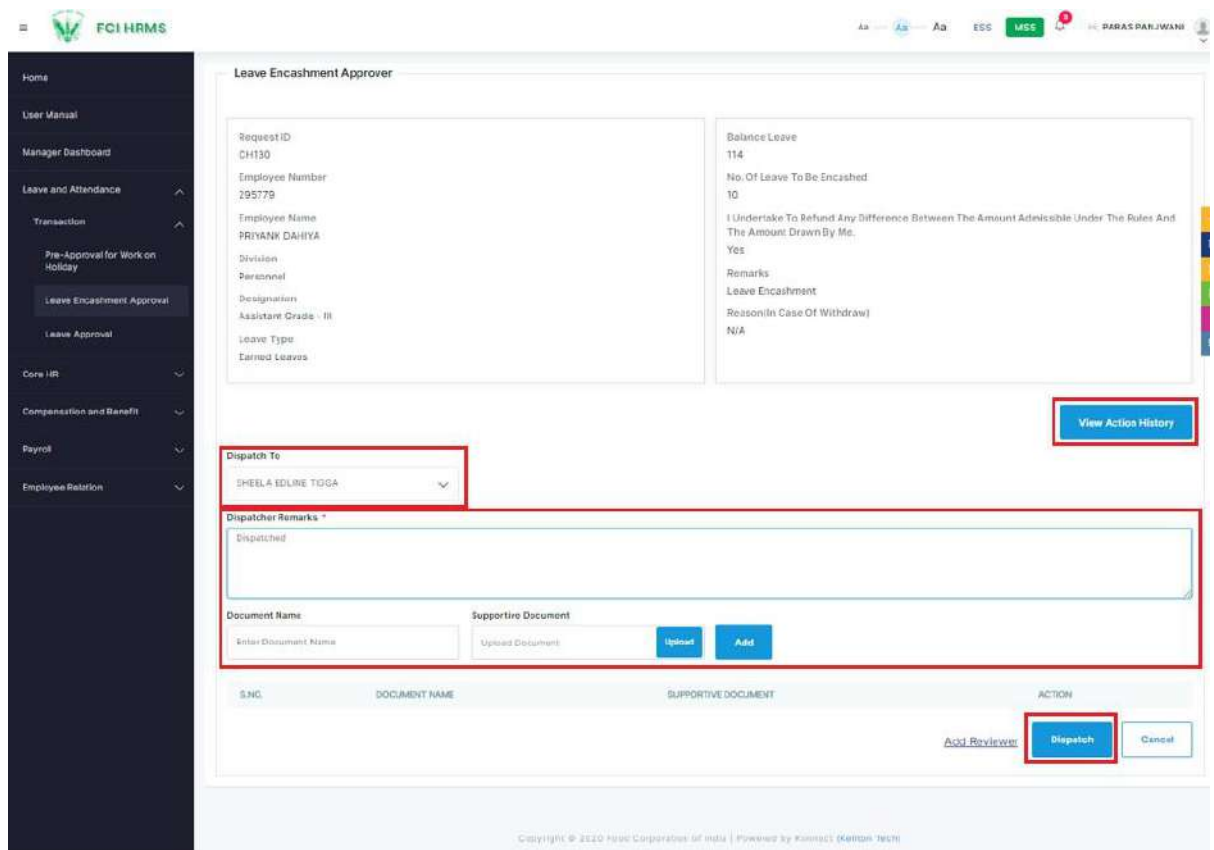 FCI HRMS
Aa Aa Aa ESS MSS PARAS PANJWANI
Home
User Manual
Manager Dashboard
Leave and Attendance
Transaction
Pre-Approval for Work on
Holiday
Leave Encashment Approval
Leave Approval
Core HR
Compensation and Benefit
Payroll
Employee Relation
Leave Encashment Approver
Request ID
CH130
Employee Number
295779
Employee Name
PRIYANK DAHIYA
Division
Personnel
Designation
Assistant Grade - III
Leave Type
Earned Leaves
Balance Leave
114
No. Of Leave To Be Encashed
10
I Undertake To Refund Any Difference Between The Amount Admissible Under The Rules And
The Amount Drawn By Me.
Yes
Remarks
Leave Encashment
Reason(In Case Of Withdraw)
N/A
View Action History
Dispatch To
SHEELA EDLINE TIGGA
Dispatcher Remarks *
Dispatched
Document Name
Supportive Document
Enter Document Name
Upload Document
Upload
Add
S.NO. DOCUMENT NAME SUPPORTIVE DOCUMENT ACTION
Add Reviewer
Dispatch
Cancel
Copyright © 2020 Food Corporation of India | Powered by Konnect (Kellton Tech)